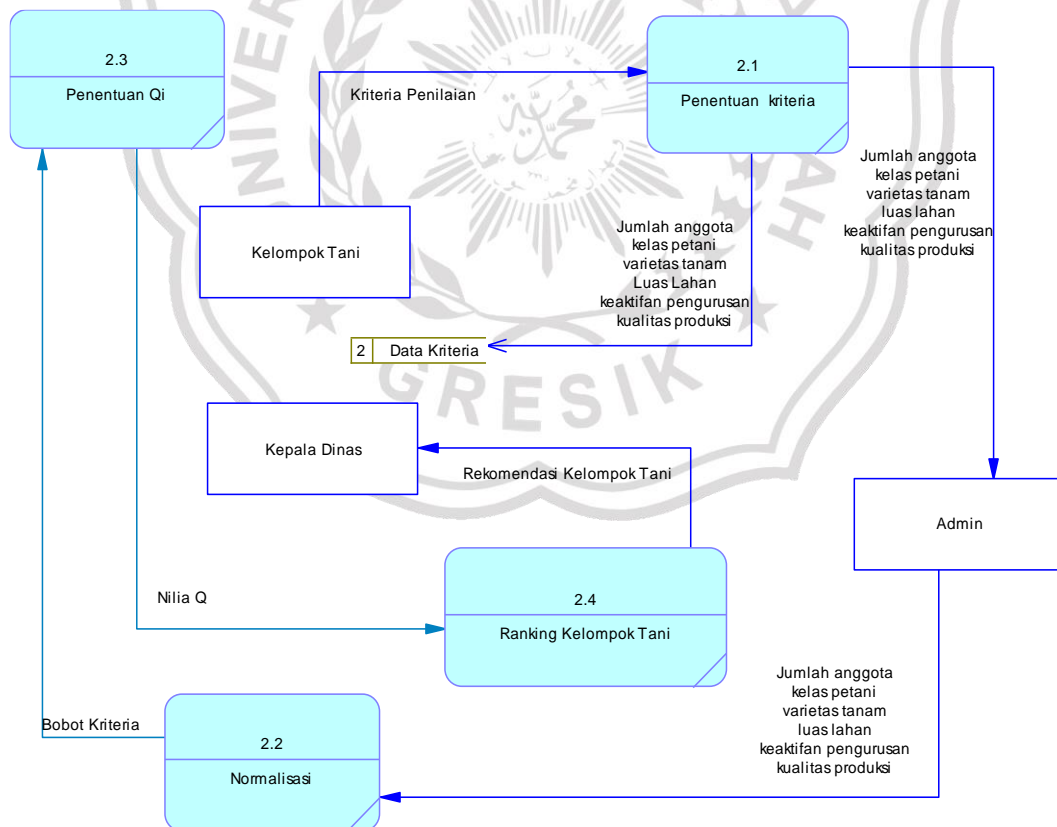 2.3
Penentuan Qi
Kriteria Penilaian
2.1
Penentuan kriteria
Jumlah anggota
kelas petani
varietas tanam
luas lahan
keaktifan pengurusan
kualitas produksi
Kelompok Tani
Jumlah anggota
kelas petani
varietas tanam
Luas Lahan
keaktifan pengurusan
kualitas produksi
2 Data Kriteria
GRESIK
Kepala Dinas
Rekomendasi Kelompok Tani
Admin
2.4
Ranking Kelompok Tani
Nilia Q
Jumlah anggota
kelas petani
varietas tanam
luas lahan
keaktifan pengurusan
kualitas produksi
Bobot Kriteria
2.2
Normalisasi